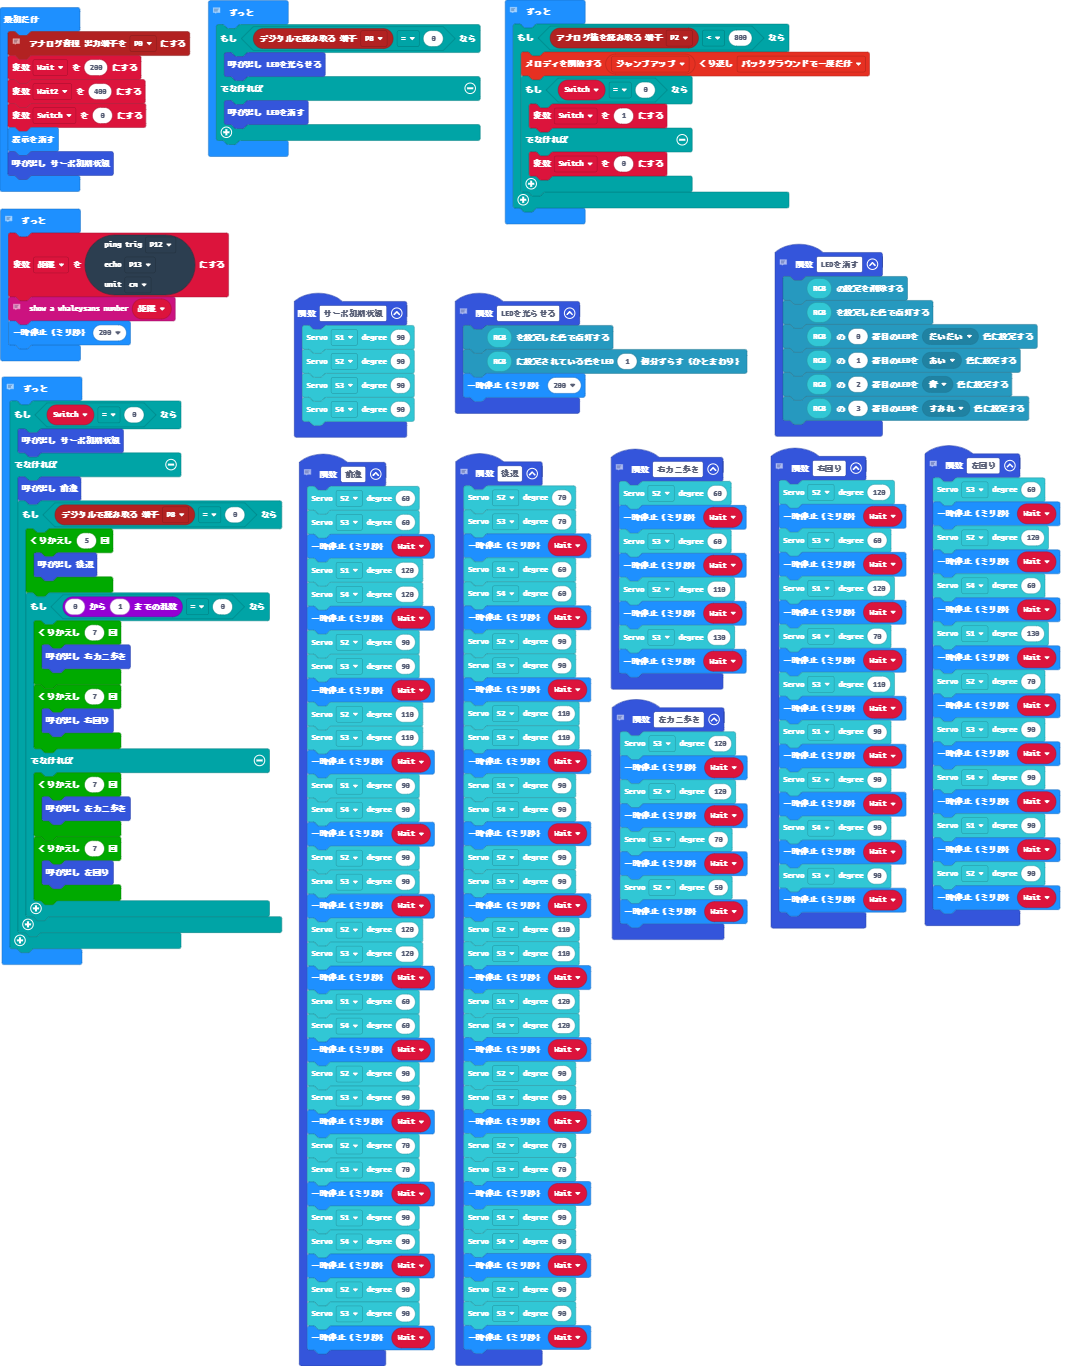 最初だけ
アナログ音程 出力端子を P0 にする
変数 Wait を 200 にする
変数 Wait2 を 400 にする
変数 Switch を 0 にする
表示を消す
呼び出し サーボ初期状態
ずっと
もし デジタルで読み取る 端子 P8 = 0 なら
呼び出し LEDを光らせる
でなければ
呼び出し LEDを消す
ずっと
もし アナログ値を読み取る 端子 P2 < 800 なら
メロディを開始する ジャンプアップ くり返し バックグラウンドで一度だけ
もし Switch = 0 なら
変数 Switch を 1 にする
でなければ
変数 Switch を 0 にする
ずっと
変数 距離 を ping trig P12 にする
echo P13
unit cm
show a whaleysans number 距離
一時停止 (ミリ秒) 200
ずっと
もし Switch = 0 なら
呼び出し サーボ初期状態
でなければ
呼び出し 前進
もし デジタルで読み取る 端子 P8 = 0 なら
くりかえし 5 回
呼び出し 後退
もし 0 から 1 までの乱数 = 0 なら
くりかえし 7 回
呼び出し 右カニ歩き
くりかえし 7 回
呼び出し 右回り
でなければ
くりかえし 7 回
呼び出し 左カニ歩き
くりかえし 7 回
呼び出し 左回り
関数 サーボ初期状態
Servo S1 degree 90
Servo S2 degree 90
Servo S3 degree 90
Servo S4 degree 90
関数 LEDを光らせる
RGB を設定した色で点灯する
RGB に設定されている色をLED 1 個分ずらす (ひとまわり)
一時停止 (ミリ秒) 200
関数 LEDを消す
RGB の設定を削除する
RGB を設定した色で点灯する
RGB の 0 番目のLEDを だいだい 色に設定する
RGB の 1 番目のLEDを あい 色に設定する
RGB の 2 番目のLEDを 青 色に設定する
RGB の 3 番目のLEDを すみれ 色に設定する
関数 前進
Servo S2 degree 60
Servo S3 degree 60
一時停止 (ミリ秒) Wait
Servo S1 degree 120
Servo S4 degree 120
一時停止 (ミリ秒) Wait
Servo S2 degree 90
Servo S3 degree 90
一時停止 (ミリ秒) Wait
Servo S2 degree 110
Servo S3 degree 110
一時停止 (ミリ秒) Wait
Servo S1 degree 90
Servo S4 degree 90
一時停止 (ミリ秒) Wait
Servo S2 degree 90
Servo S3 degree 90
一時停止 (ミリ秒) Wait
Servo S2 degree 120
Servo S3 degree 120
一時停止 (ミリ秒) Wait
Servo S1 degree 60
Servo S4 degree 60
一時停止 (ミリ秒) Wait
Servo S2 degree 90
Servo S3 degree 90
一時停止 (ミリ秒) Wait
Servo S2 degree 70
Servo S3 degree 70
一時停止 (ミリ秒) Wait
Servo S1 degree 90
Servo S4 degree 90
一時停止 (ミリ秒) Wait
Servo S2 degree 90
Servo S3 degree 90
一時停止 (ミリ秒) Wait
関数 後退
Servo S2 degree 70
Servo S3 degree 70
一時停止 (ミリ秒) Wait
Servo S1 degree 60
Servo S4 degree 60
一時停止 (ミリ秒) Wait
Servo S2 degree 90
Servo S3 degree 90
一時停止 (ミリ秒) Wait
Servo S2 degree 110
Servo S3 degree 110
一時停止 (ミリ秒) Wait
Servo S1 degree 90
Servo S4 degree 90
一時停止 (ミリ秒) Wait
Servo S2 degree 90
Servo S3 degree 90
一時停止 (ミリ秒) Wait
Servo S2 degree 110
Servo S3 degree 110
一時停止 (ミリ秒) Wait
Servo S1 degree 120
Servo S4 degree 120
一時停止 (ミリ秒) Wait
Servo S2 degree 90
Servo S3 degree 90
一時停止 (ミリ秒) Wait
Servo S2 degree 70
Servo S3 degree 70
一時停止 (ミリ秒) Wait
Servo S1 degree 90
Servo S4 degree 90
一時停止 (ミリ秒) Wait
Servo S2 degree 90
Servo S3 degree 90
一時停止 (ミリ秒) Wait
関数 右カニ歩き
Servo S2 degree 60
一時停止 (ミリ秒) Wait
Servo S3 degree 60
一時停止 (ミリ秒) Wait
Servo S2 degree 110
一時停止 (ミリ秒) Wait
Servo S3 degree 130
一時停止 (ミリ秒) Wait
関数 左カニ歩き
Servo S3 degree 120
一時停止 (ミリ秒) Wait
Servo S2 degree 120
一時停止 (ミリ秒) Wait
Servo S3 degree 70
一時停止 (ミリ秒) Wait
Servo S2 degree 50
一時停止 (ミリ秒) Wait
関数 右回り
Servo S2 degree 120
一時停止 (ミリ秒) Wait
Servo S3 degree 60
一時停止 (ミリ秒) Wait
Servo S1 degree 120
一時停止 (ミリ秒) Wait
Servo S4 degree 70
一時停止 (ミリ秒) Wait
Servo S3 degree 110
一時停止 (ミリ秒) Wait
Servo S1 degree 90
一時停止 (ミリ秒) Wait
Servo S2 degree 90
一時停止 (ミリ秒) Wait
Servo S4 degree 90
一時停止 (ミリ秒) Wait
Servo S3 degree 90
一時停止 (ミリ秒) Wait
関数 左回り
Servo S3 degree 60
一時停止 (ミリ秒) Wait
Servo S2 degree 120
一時停止 (ミリ秒) Wait
Servo S4 degree 60
一時停止 (ミリ秒) Wait
Servo S1 degree 130
一時停止 (ミリ秒) Wait
Servo S2 degree 70
一時停止 (ミリ秒) Wait
Servo S3 degree 90
一時停止 (ミリ秒) Wait
Servo S4 degree 90
一時停止 (ミリ秒) Wait
Servo S1 degree 90
一時停止 (ミリ秒) Wait
Servo S2 degree 90
一時停止 (ミリ秒) Wait